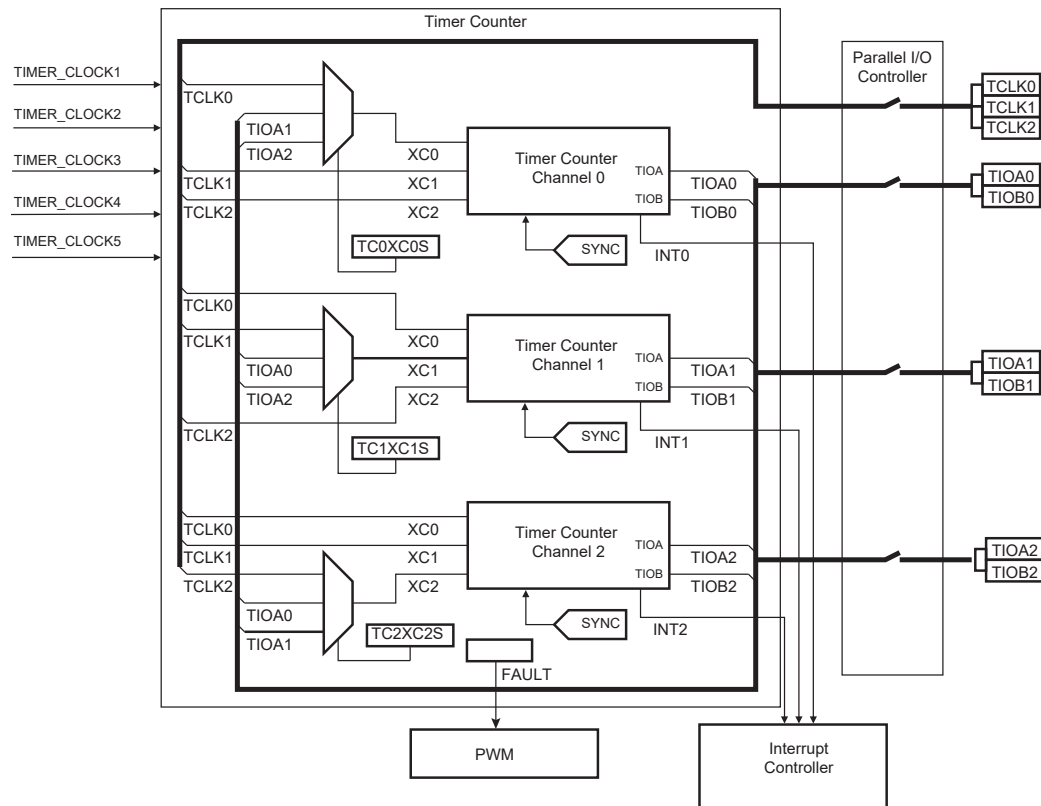 Timer Counter
Parallel I/O
Controller
TIMER_CLOCK1
TIMER_CLOCK2
TIMER_CLOCK3
TIMER_CLOCK4
TIMER_CLOCK5
TCLK0
TIOA1
TIOA2
TCLK1
TCLK2
XC0
XC1
XC2
TC0XC0S
Timer Counter
Channel 0
TIOA
TIOB
TIOA0
TIOB0
SYNC
INT0
TCLK0
TCLK1
TCLK2
TIOA0
TIOB0
TCLK0
TCLK1
TIOA0
TIOA2
TCLK2
XC0
XC1
XC2
TC1XC1S
Timer Counter
Channel 1
TIOA
TIOB
TIOA1
TIOB1
SYNC
INT1
TIOA1
TIOB1
TCLK0
TCLK1
TCLK2
TIOA0
TIOA1
XC0
XC1
XC2
TC2XC2S
Timer Counter
Channel 2
TIOA
TIOB
TIOA2
TIOB2
SYNC
INT2
TIOA2
TIOB2
FAULT
PWM
Interrupt
Controller